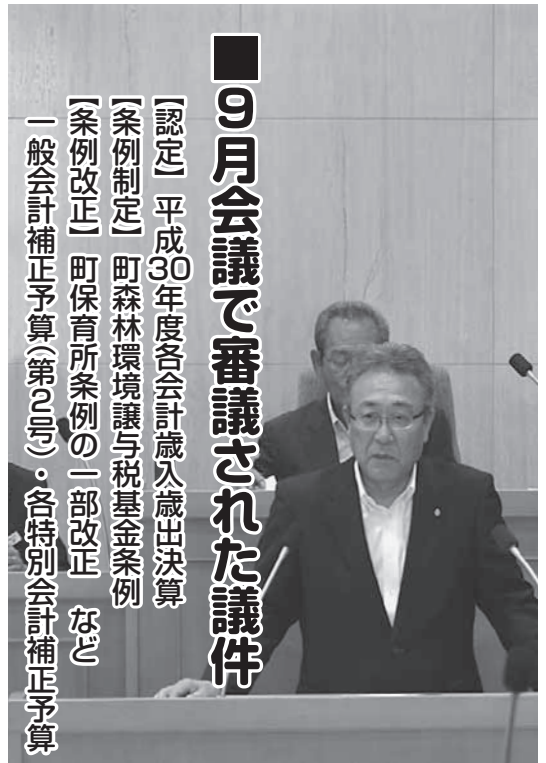 ■９月会議で審議された議件
【認定】 平成30年度各会計歳入歳出決算
【条例制定】 町森林環境譲与税基金条例
【条例改正】 町保育所条例の一部改正 など
一般会計補正予算（第２号）・各特別会計補正予算